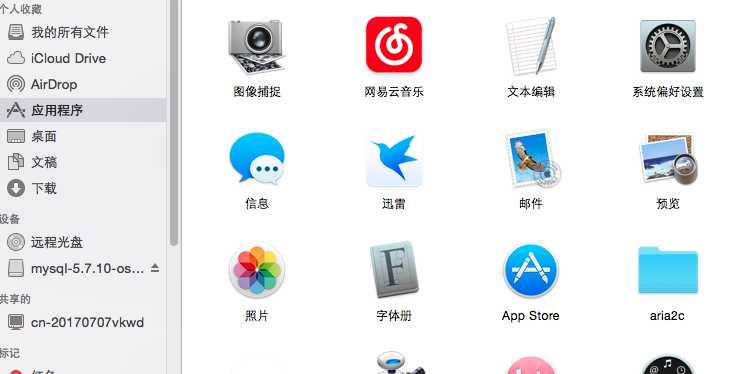 个人收藏
我的所有文件
iCloud Drive
AirDrop
应用程序
桌面
文稿
下载
设备
远程光盘
mysql-5.7.10-os...
共享的
cn-20170707vkwd
标记
红色
图像捕捉
网易云音乐
文本编辑
系统偏好设置
信息
迅雷
邮件
预览
照片
字体册
App Store
aria2c